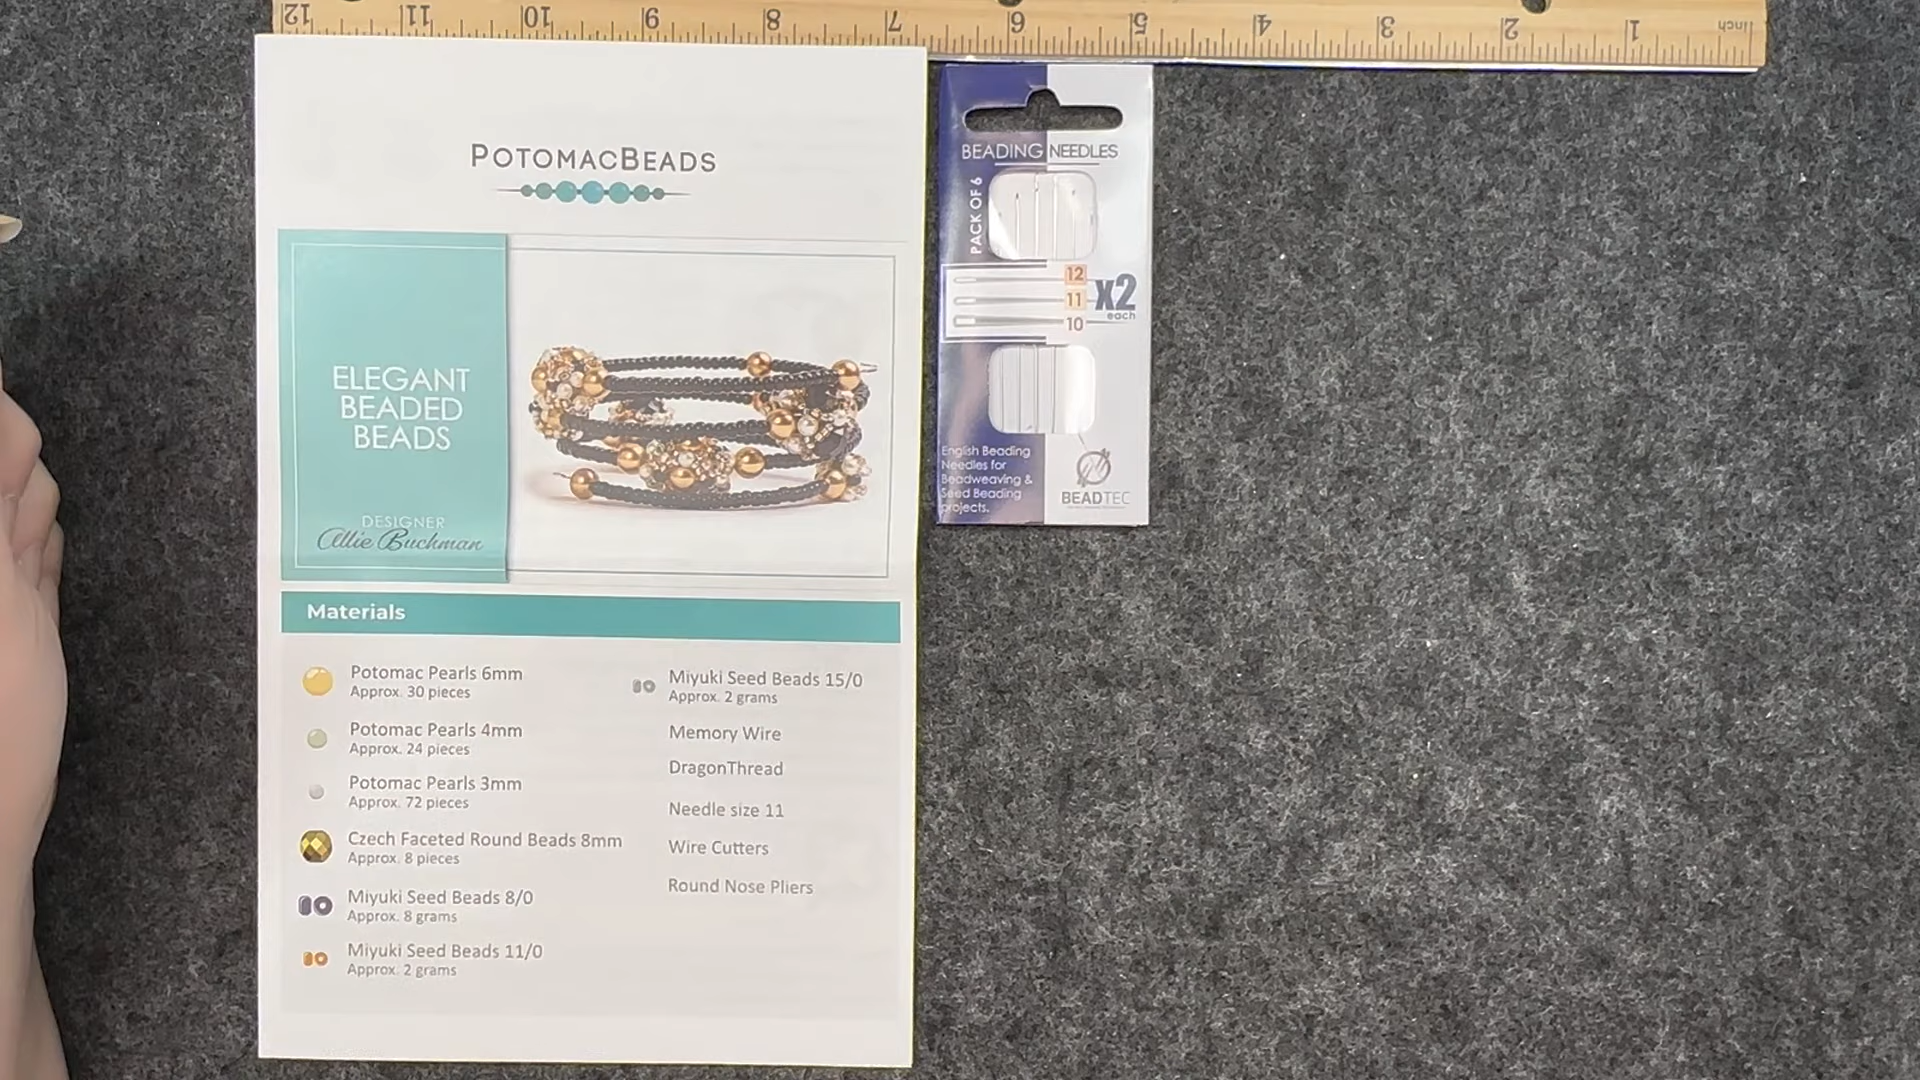 12 11 10 9 8 7 6 5 4 3 2 1 1inch
POTOMACBEADS
ELEGANT
BEADED
BEADS
DESIGNER
Allie Buchman
Materials
Potomac Pearls 6mm
Approx. 30 pieces
Potomac Pearls 4mm
Approx. 24 pieces
Potomac Pearls 3mm
Approx. 72 pieces
Czech Faceted Round Beads 8mm
Approx. 8 pieces
Miyuki Seed Beads 8/0
Approx. 8 grams
Miyuki Seed Beads 11/0
Approx. 2 grams
Miyuki Seed Beads 15/0
Approx. 2 grams
Memory Wire
DragonThread
Needle size 11
Wire Cutters
Round Nose Pliers
BEADING NEEDLES
PACK OF 6
12
11
10
x2
each
English Beading
Needles for
Beadweaving &
Seed Beading
projects.
BEADTEC